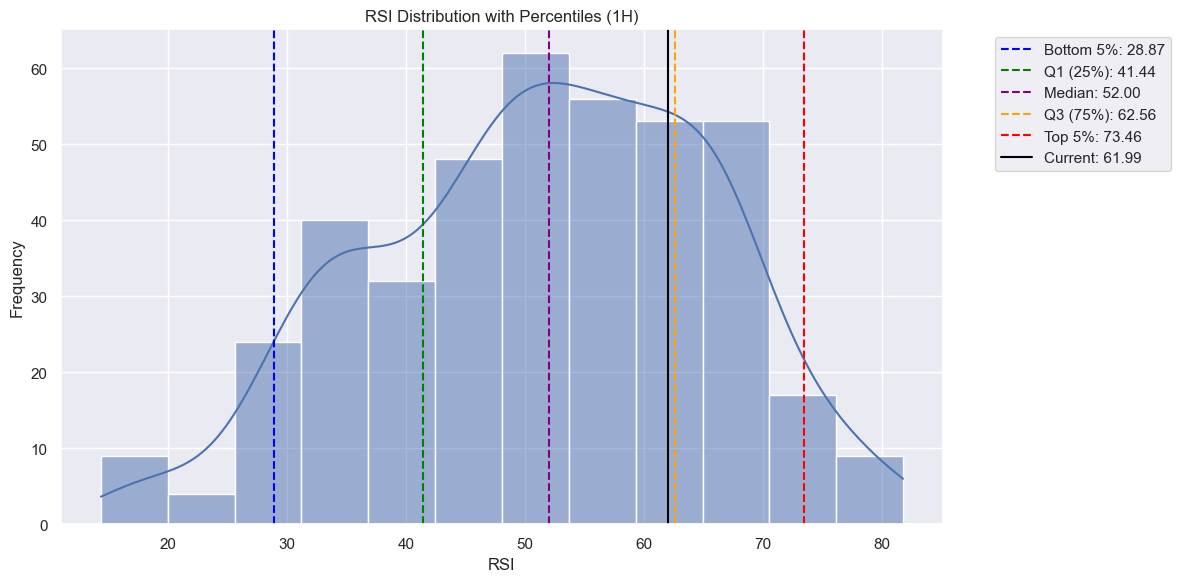 RSI Distribution with Percentiles (1H)
Bottom 5%: 28.87
Q1 (25%): 41.44
Median: 52.00
Q3 (75%): 62.56
Top 5%: 73.46
Current: 61.99
Frequency
60
50
40
30
20
10
0
20 30 40 50 60 70 80
RSI